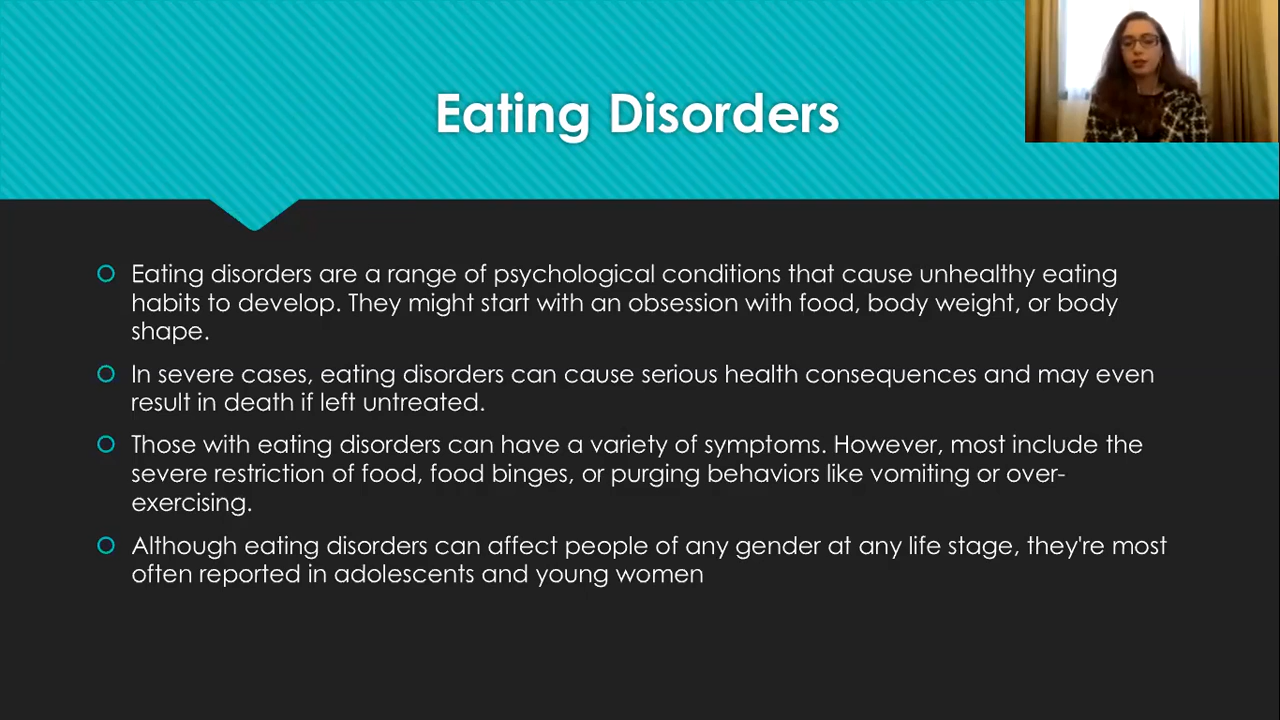 Eating Disorders
Eating disorders are a range of psychological conditions that cause unhealthy eating
habits to develop. They might start with an obsession with food, body weight, or body
shape.
In severe cases, eating disorders can cause serious health consequences and may even
result in death if left untreated.
Those with eating disorders can have a variety of symptoms. However, most include the
severe restriction of food, food binges, or purging behaviors like vomiting or over-
exercising.
Although eating disorders can affect people of any gender at any life stage, they're most
often reported in adolescents and young women